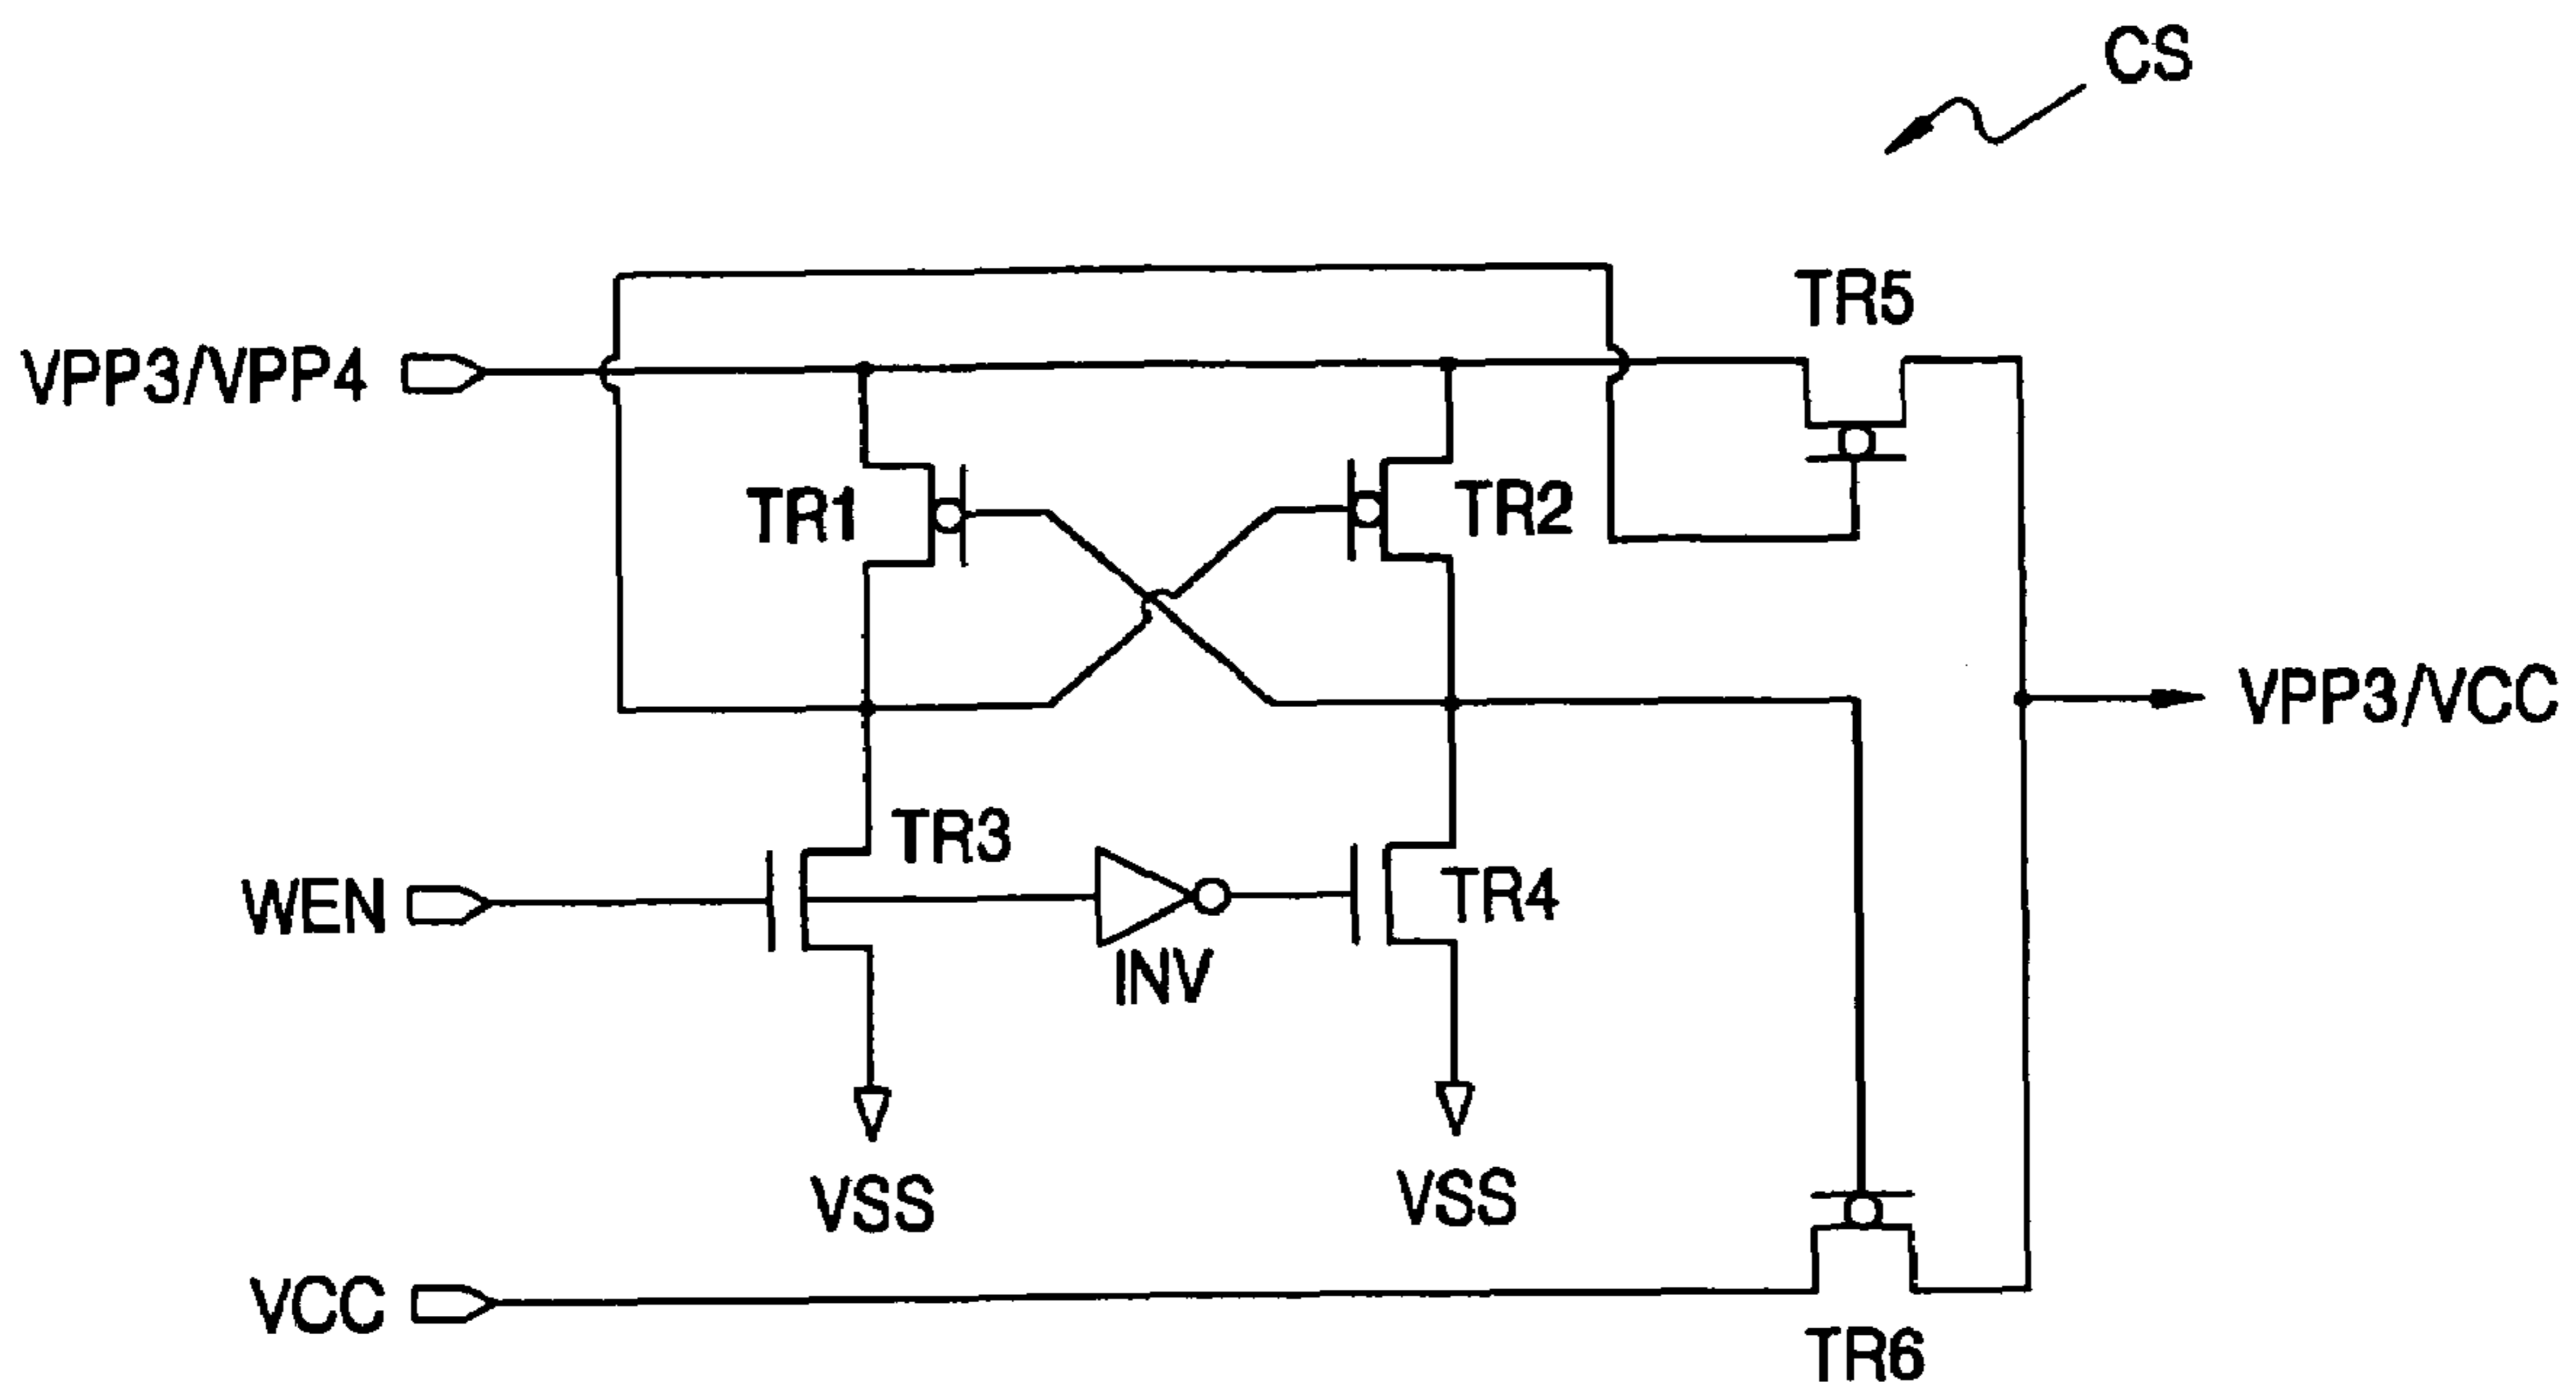 CS
TR5
VPP3/VPP4
TR1
TR2
VPP3/VCC
TR3
WEN
TR4
INV
VSS
VSS
VCC
TR6